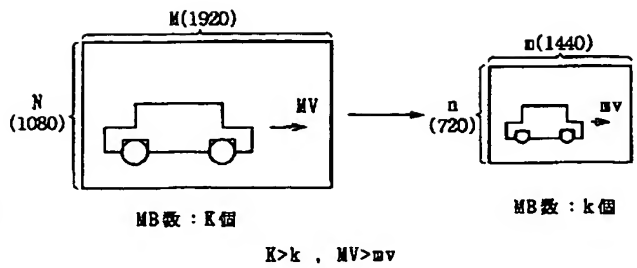 M(1920)
N
(1080)
MV
MB数：K個
m(1440)
n
(720)
mv
MB数：k個
K>k , MV>mv